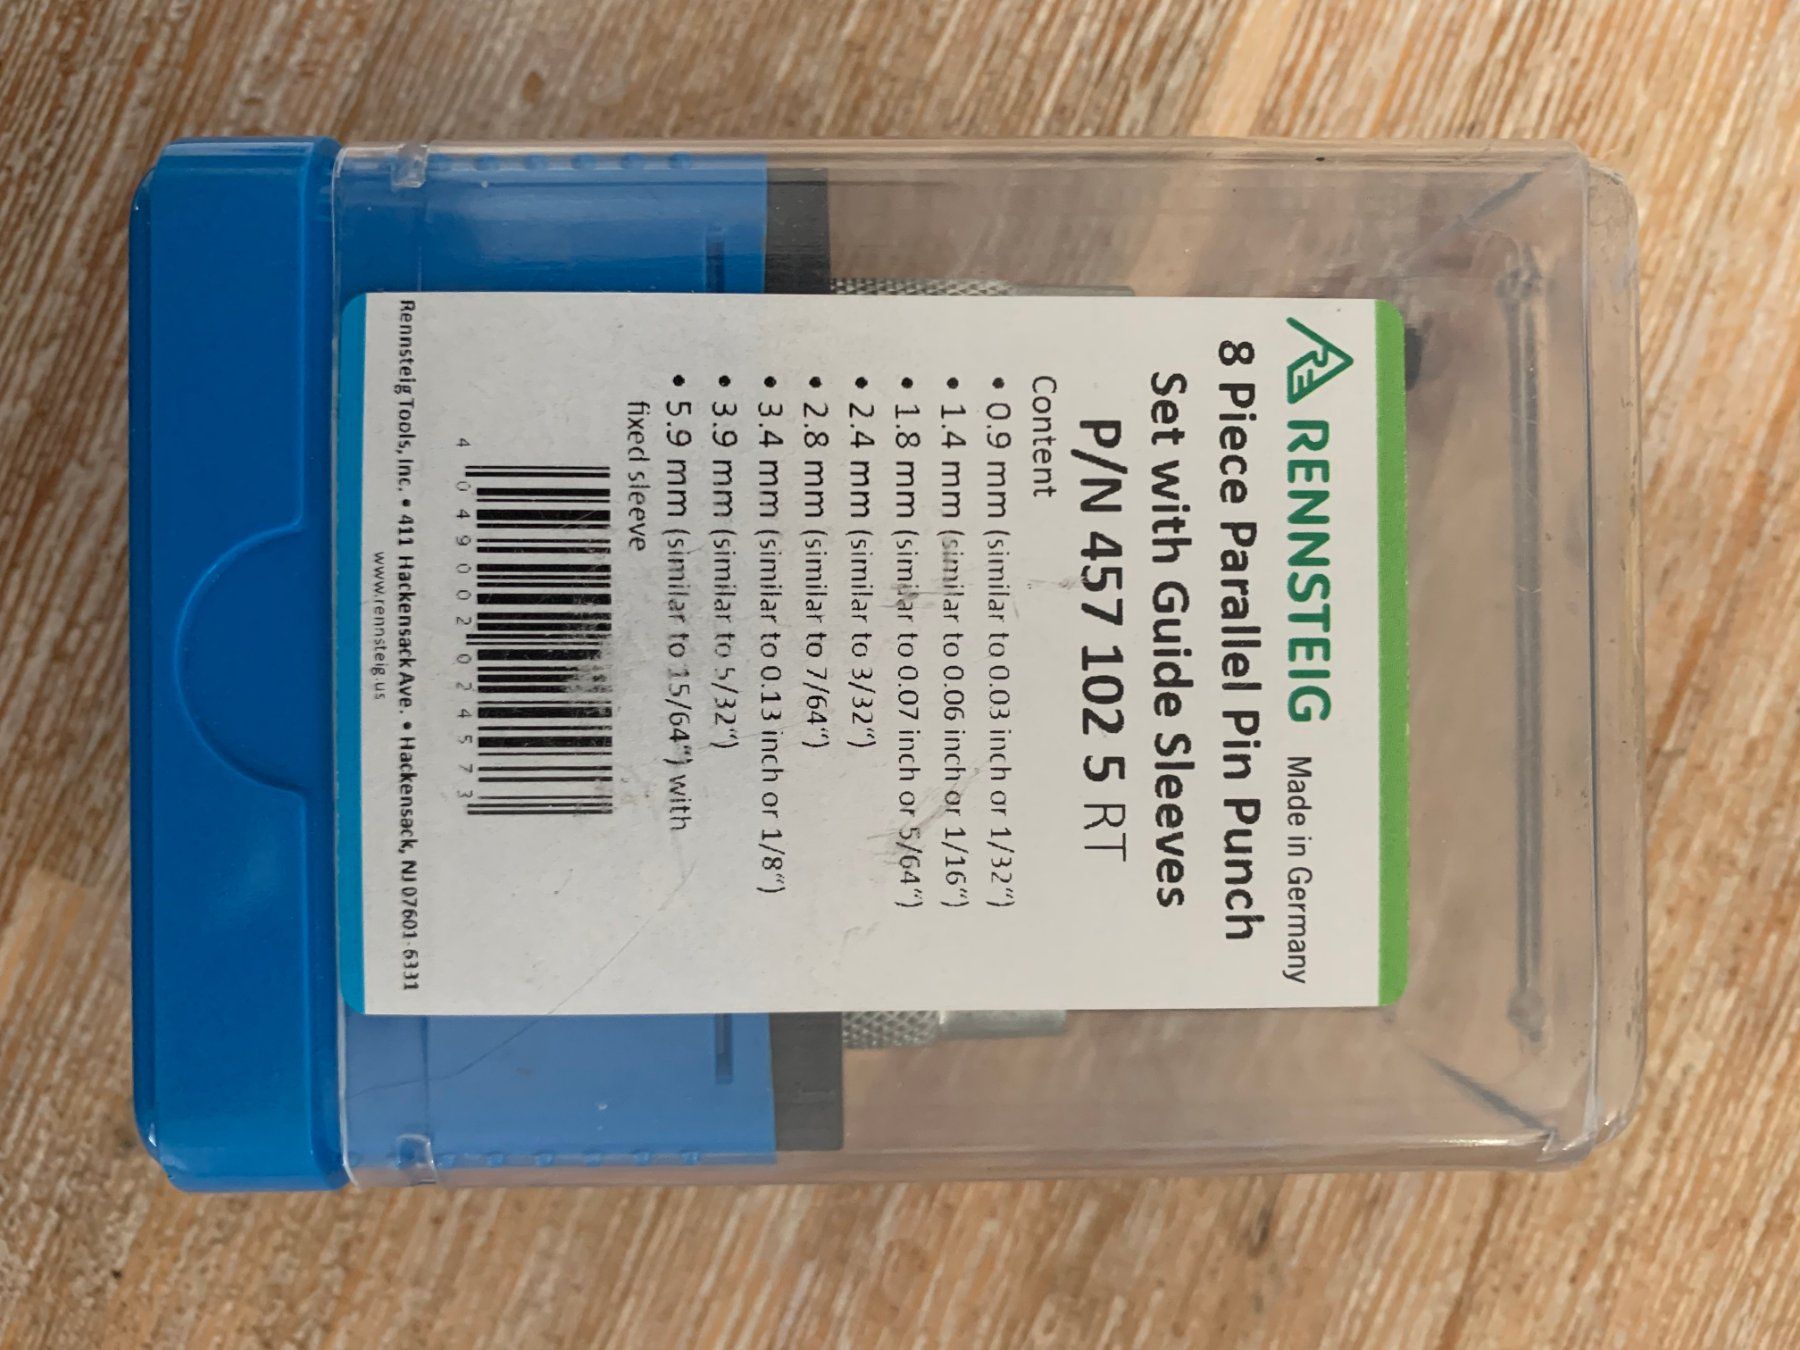 RENNSTEIG Made in Germany
8 Piece Parallel Pin Punch
Set with Guide Sleeves
P/N 457 102 5 RT
Content
• 0.9 mm (similar to 0.03 inch or 1/32“)
• 1.4 mm (similar to 0.06 inch or 1/16“)
• 1.8 mm (similar to 0.07 inch or 5/64“)
• 2.4 mm (similar to 3/32“)
• 2.8 mm (similar to 7/64“)
• 3.4 mm (similar to 0.13 inch or 1/8“)
• 3.9 mm (similar to 5/32“)
• 5.9 mm (similar to 15/64“) with
fixed sleeve
4 049002 024573
Rennsteig Tools, Inc. • 411 Hackensack Ave. • Hackensack, NJ 07601-6331
www.rennsteig.us